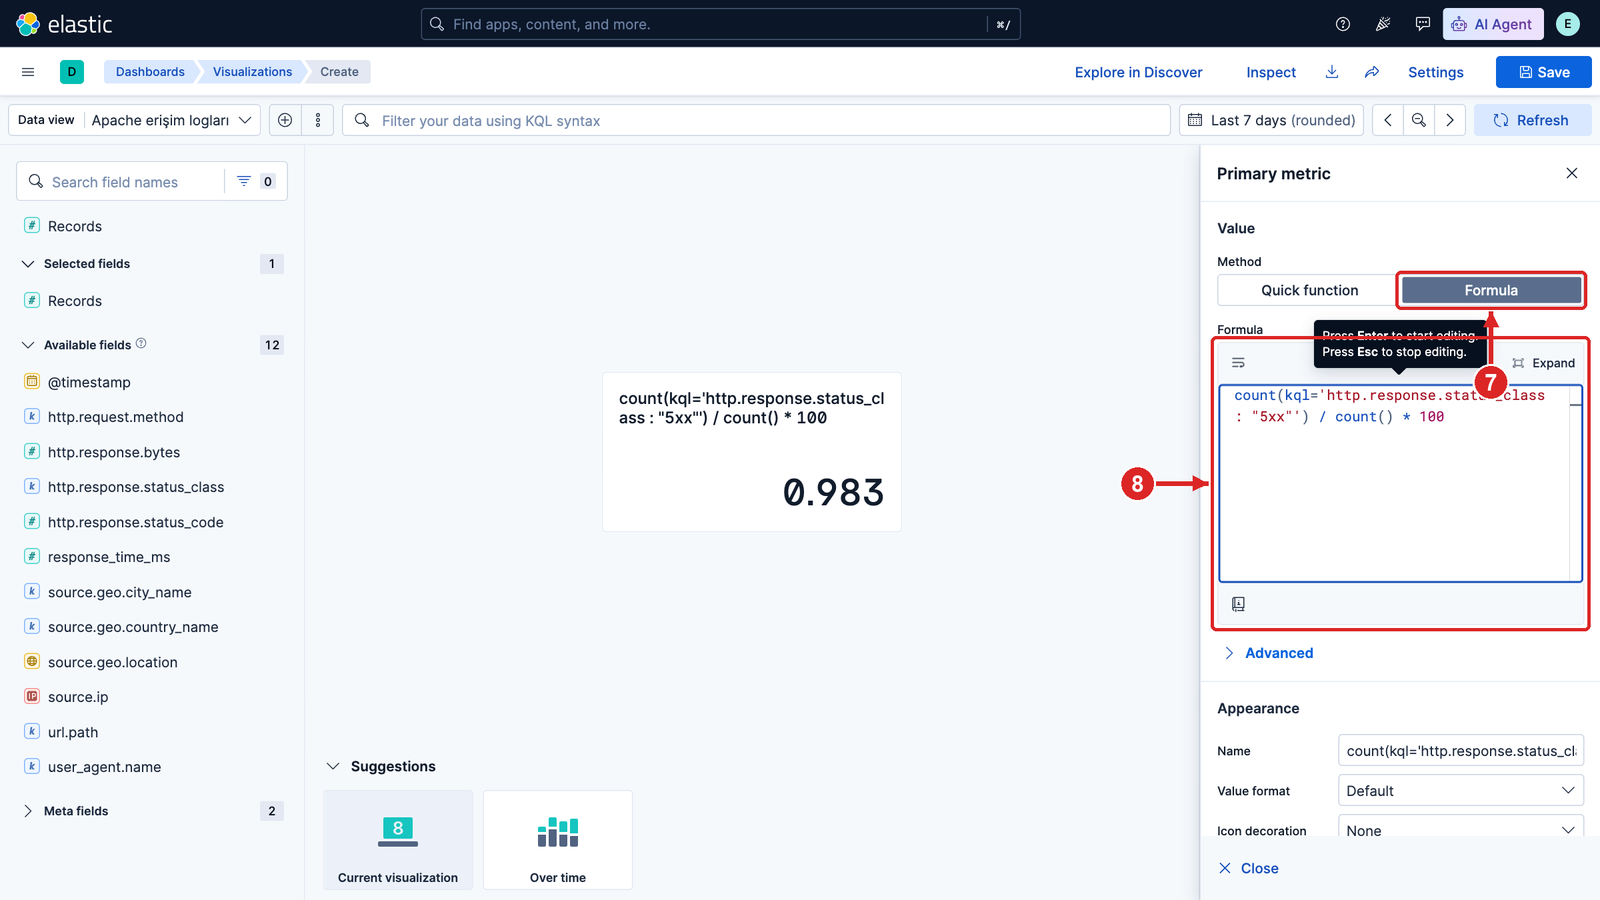 elastic
Find apps, content, and more.
⌘/
AI Agent
E
D
Dashboards
Visualizations
Create
Explore in Discover
Inspect
Settings
Save
Data view
Apache erişim logları
Filter your data using KQL syntax
Last 7 days (rounded)
Refresh
Search field names
0
Records
Selected fields
1
Records
Available fields
12
@timestamp
http.request.method
http.response.bytes
http.response.status_class
http.response.status_code
response_time_ms
source.geo.city_name
source.geo.country_name
source.geo.location
source.ip
url.path
user_agent.name
Meta fields
2
count(kql='http.response.status_cl
ass : "5xx"') / count() * 100
0.983
Suggestions
8
Current visualization
Over time
Primary metric
Value
Method
Quick function
Formula
Formula
Press Enter to start editing.
Press Esc to stop editing.
Expand
7
count(kql='http.response.status_class
: "5xx"') / count() * 100
8
Advanced
Appearance
Name
count(kql='http.response.status_cl
Value format
Default
Icon decoration
None
Close